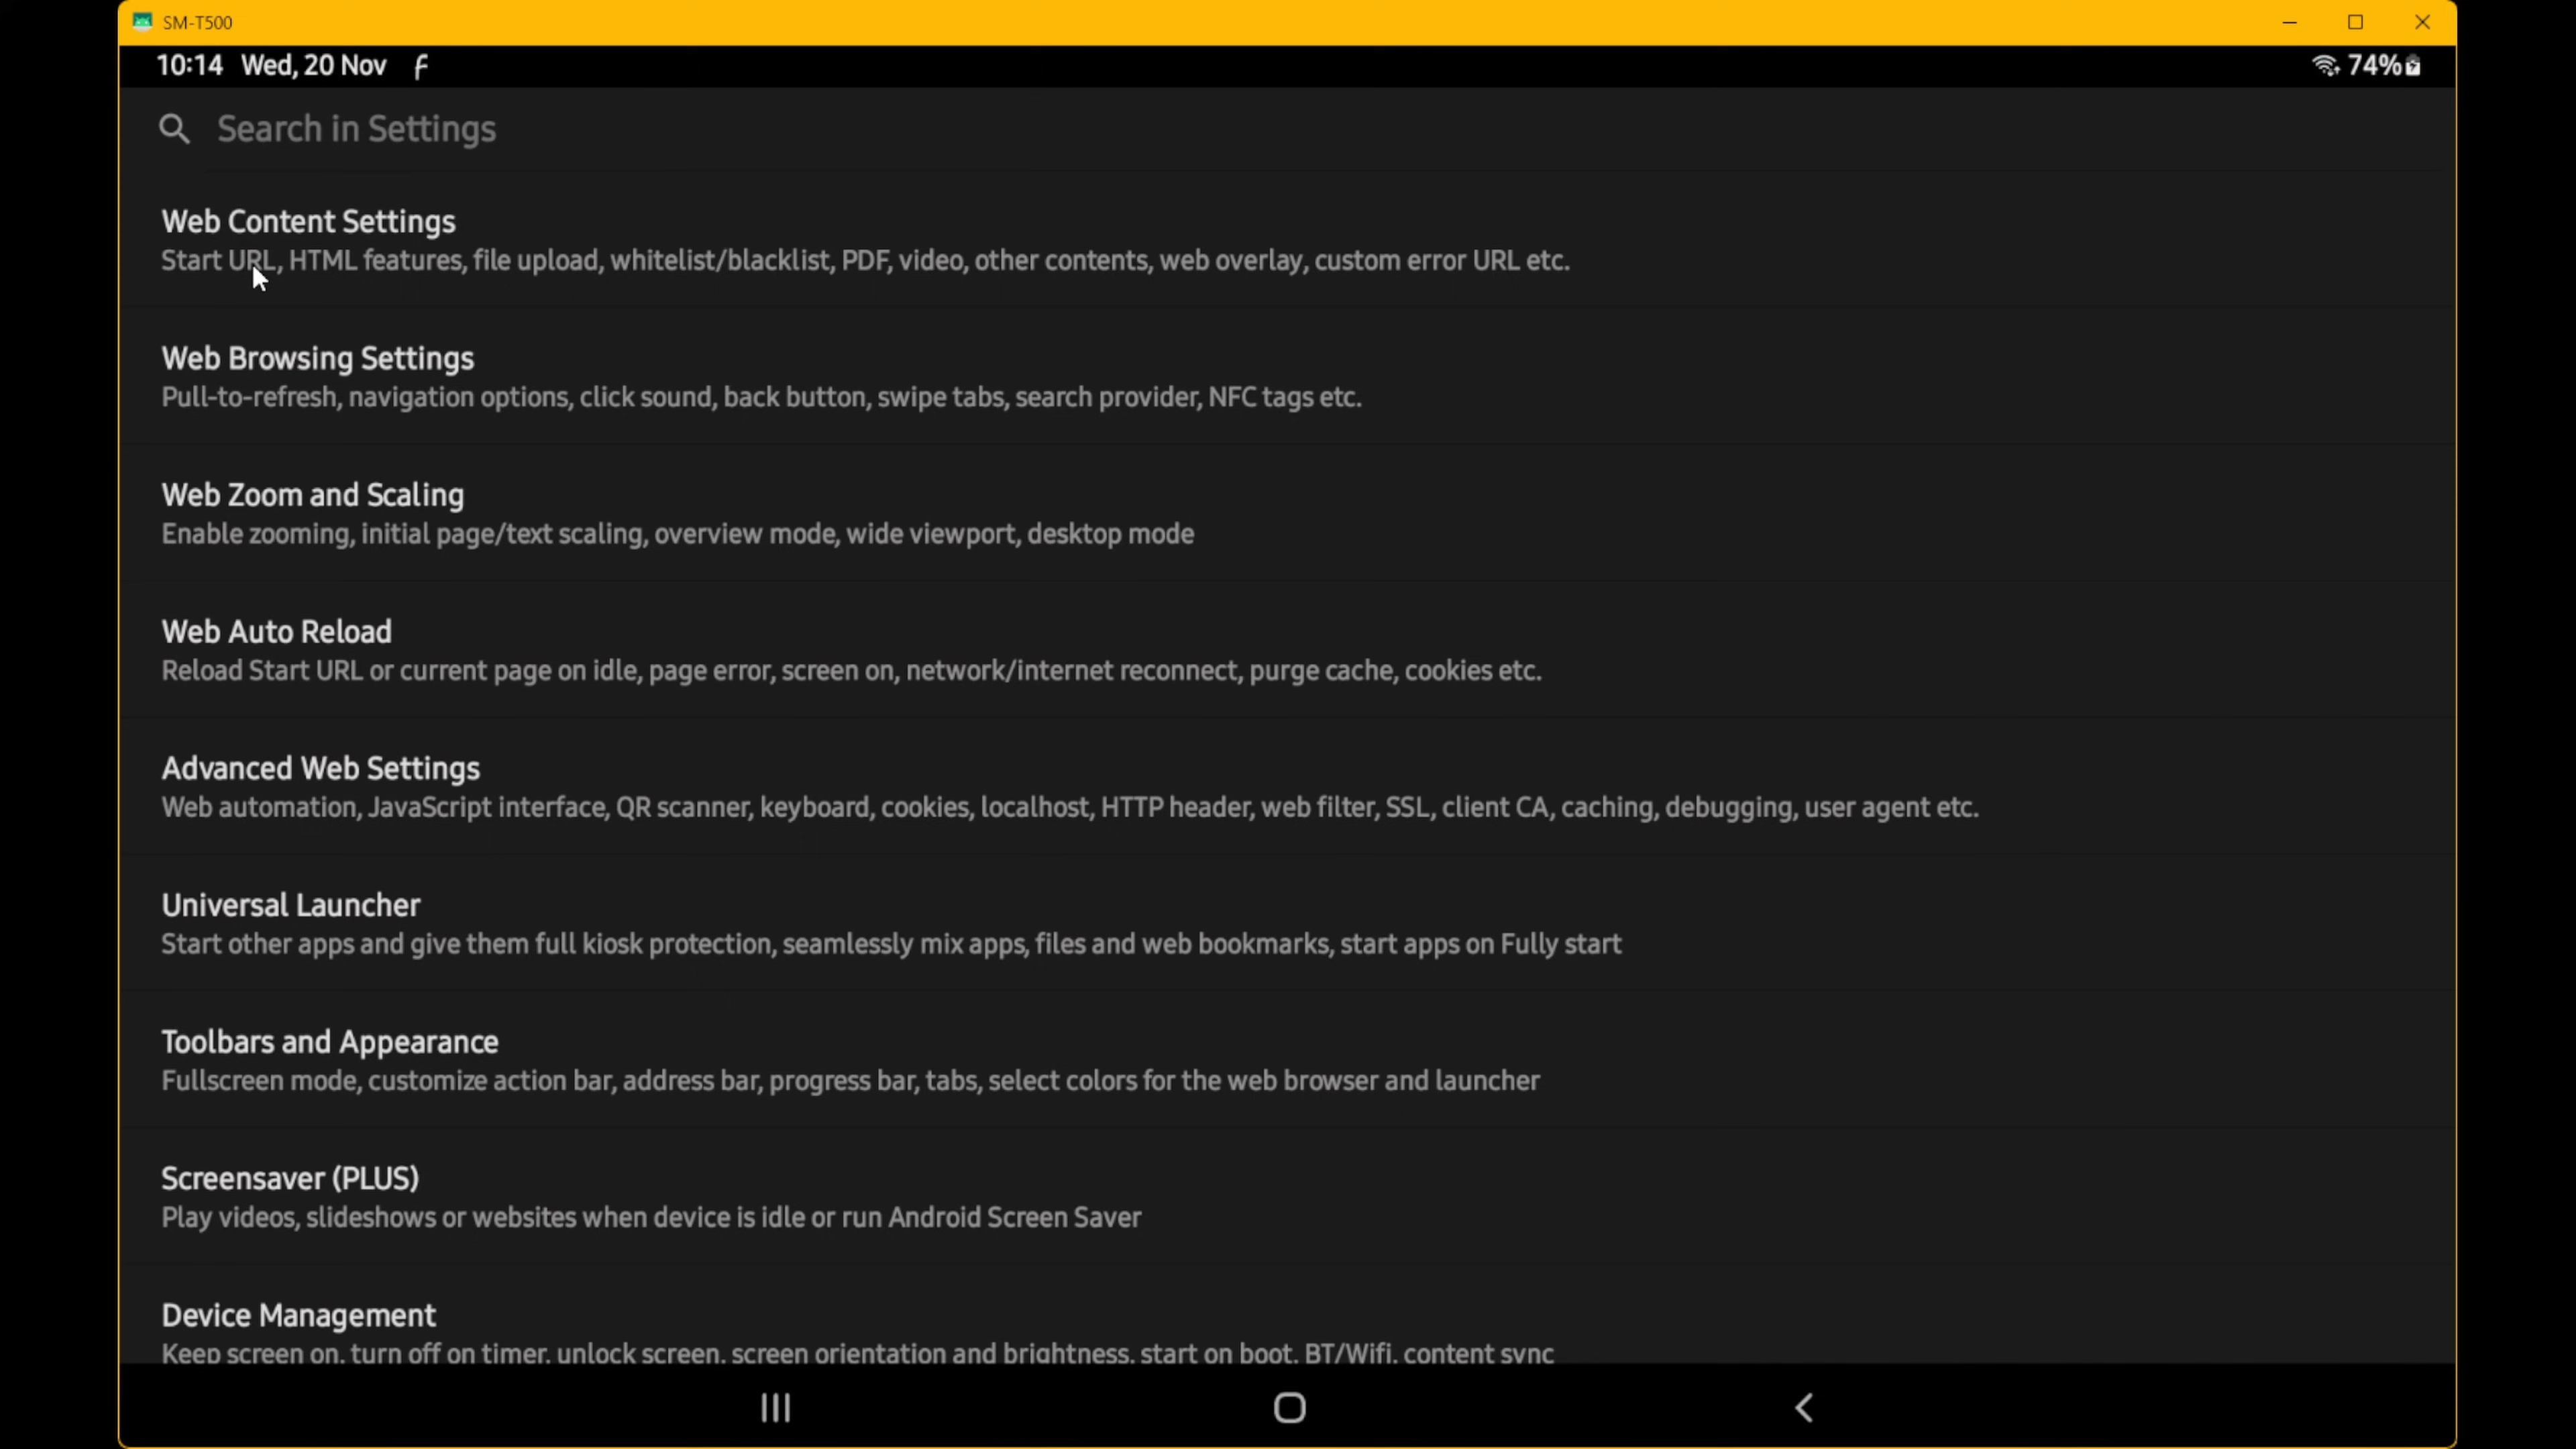 SM-T500
10:14 Wed, 20 Nov f
74%
Search in Settings
Web Content Settings
Start URL, HTML features, file upload, whitelist/blacklist, PDF, video, other contents, web overlay, custom error URL etc.
Web Browsing Settings
Pull-to-refresh, navigation options, click sound, back button, swipe tabs, search provider, NFC tags etc.
Web Zoom and Scaling
Enable zooming, initial page/text scaling, overview mode, wide viewport, desktop mode
Web Auto Reload
Reload Start URL or current page on idle, page error, screen on, network/internet reconnect, purge cache, cookies etc.
Advanced Web Settings
Web automation, JavaScript interface, QR scanner, keyboard, cookies, localhost, HTTP header, web filter, SSL, client CA, caching, debugging, user agent etc.
Universal Launcher
Start other apps and give them full kiosk protection, seamlessly mix apps, files and web bookmarks, start apps on Fully start
Toolbars and Appearance
Fullscreen mode, customize action bar, address bar, progress bar, tabs, select colors for the web browser and launcher
Screensaver (PLUS)
Play videos, slideshows or websites when device is idle or run Android Screen Saver
Device Management
Keep screen on, turn off on timer, unlock screen, screen orientation and brightness, start on boot, BT/Wifi, content sync